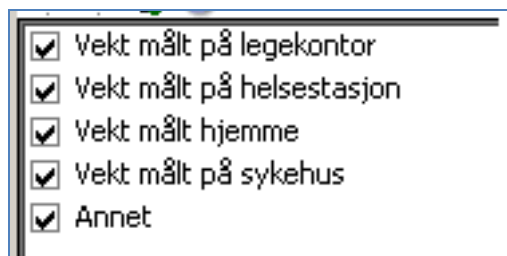 Vekt målt på legekontor
Vekt målt på helsestasjon
Vekt målt hjemme
Vekt målt på sykehus
Annet